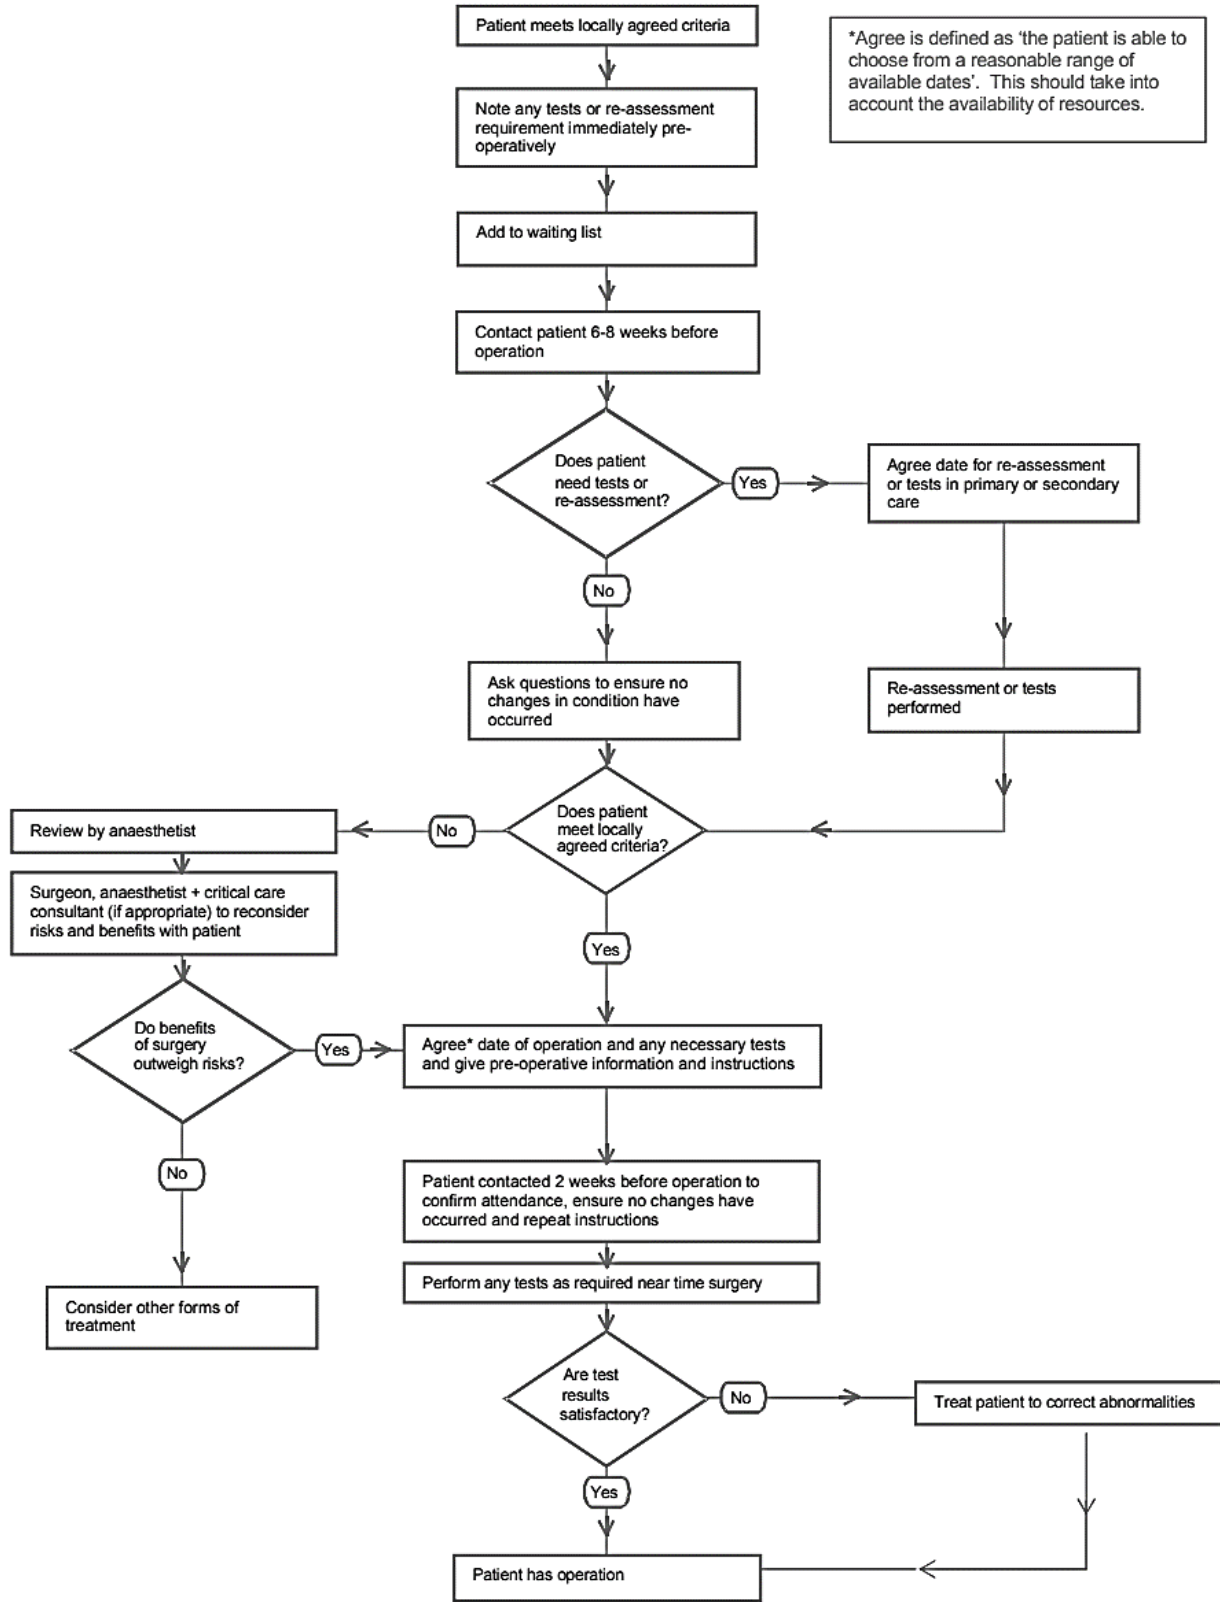 Patient meets locally agreed criteria
*Agree is defined as 'the patient is able to
choose from a reasonable range of
available dates'. This should take into
account the availability of resources.
Note any tests or re-assessment
requirement immediately pre-
operatively
Add to waiting list
Contact patient 6-8 weeks before
operation
Does patient
need tests or
re-assessment?
Yes
Agree date for re-assessment
or tests in primary or secondary
care
No
Ask questions to ensure no
changes in condition have
occurred
Re-assessment or tests
performed
Does patient
meet locally
agreed criteria?
No
Review by anaesthetist
Surgeon, anaesthetist + critical care
consultant (if appropriate) to reconsider
risks and benefits with patient
Yes
Do benefits
of surgery
outweigh risks?
Yes
Agree* date of operation and any necessary tests
and give pre-operative information and instructions
No
Patient contacted 2 weeks before operation to
confirm attendance, ensure no changes have
occurred and repeat instructions
Perform any tests as required near time surgery
Consider other forms of
treatment
Are test
results
satisfactory?
No
Treat patient to correct abnormalities
Yes
Patient has operation